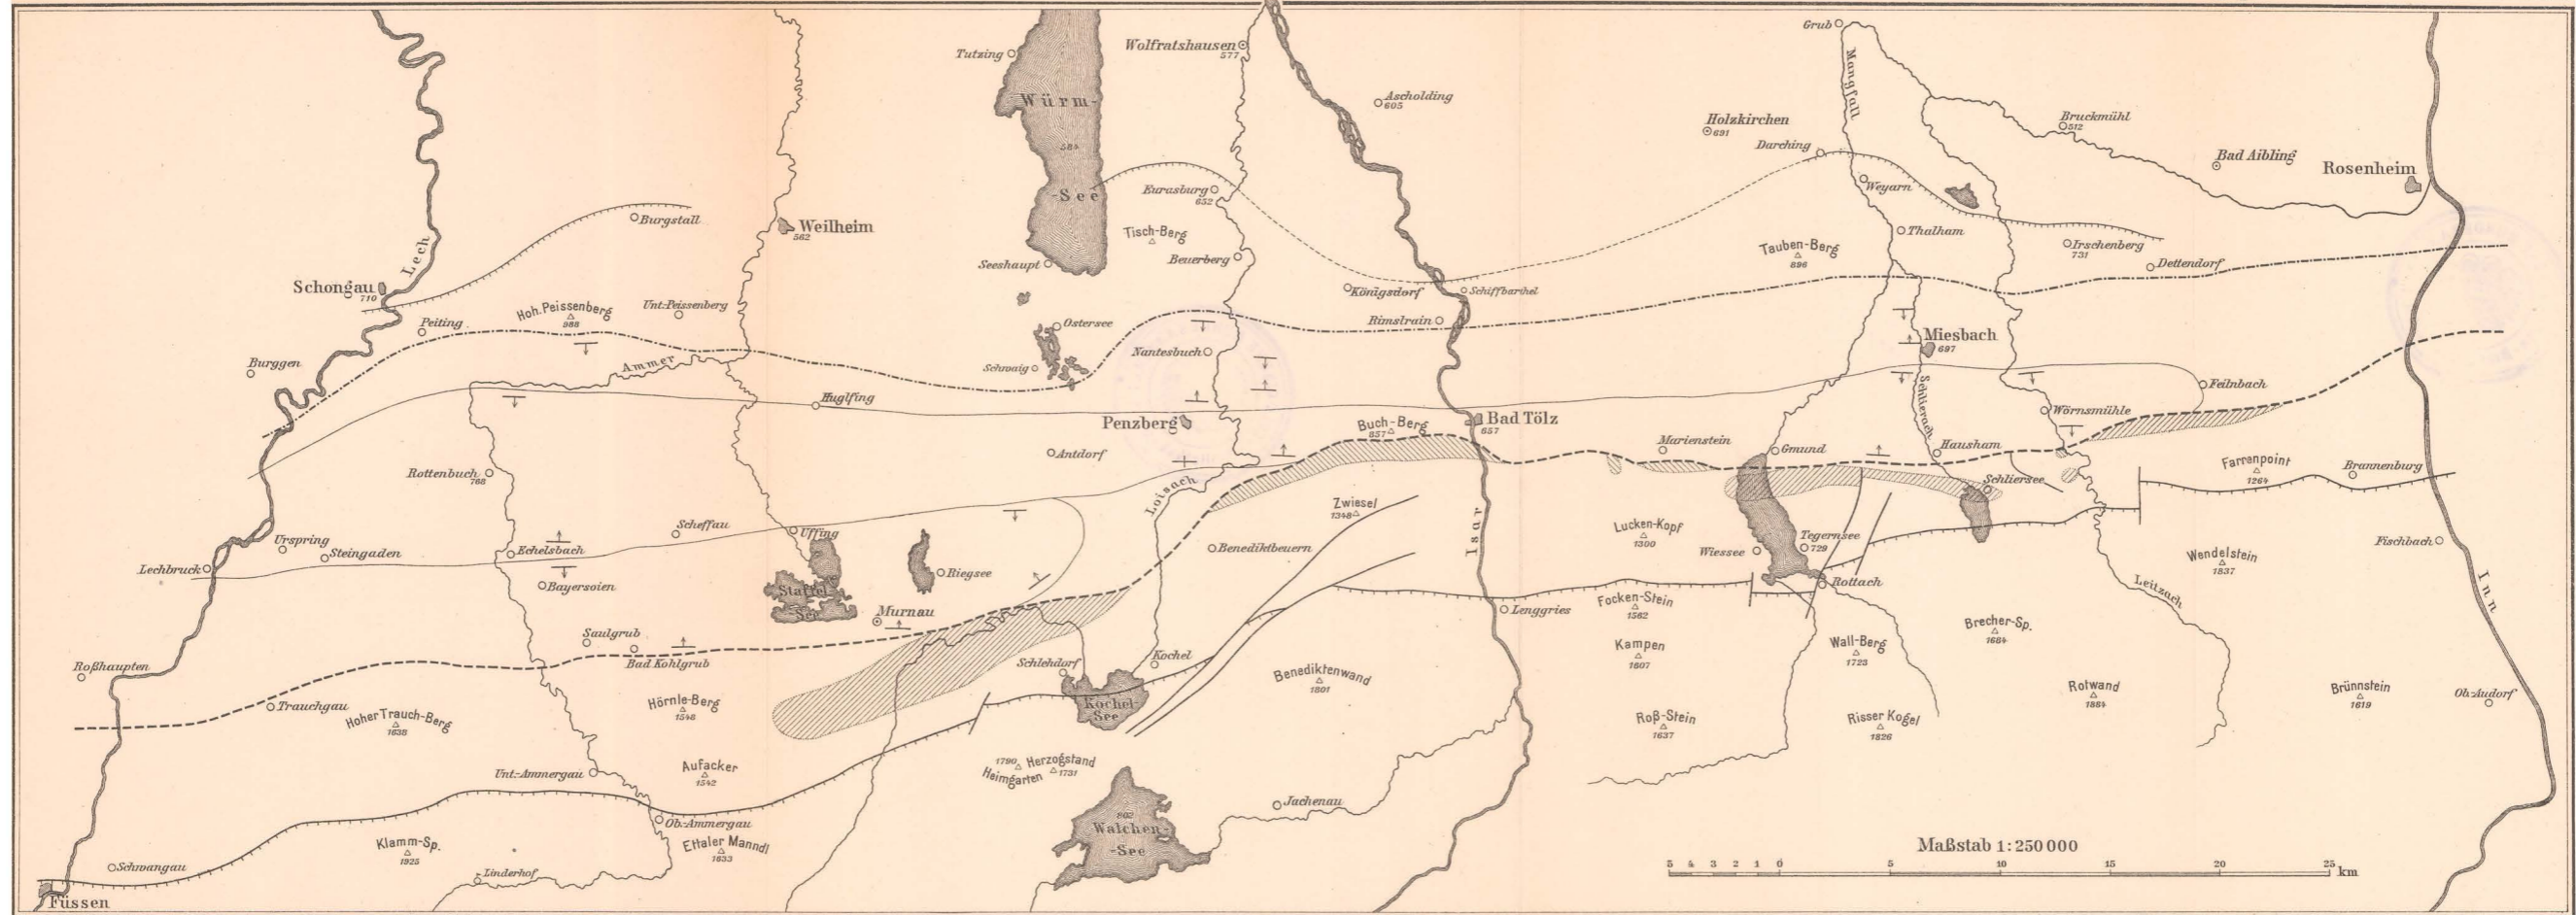 Grub
Tutzing
Wolfratshausen
577
Mangfall
Würm-
Ascholding
605
Holzkirchen
691
Bruckmühl
512
584
Darching
Bad Aibling
Rosenheim
-See
Eurasburg
652
Weyarn
Burgstall
Weilheim
562
Tisch-Berg
Thalham
Lech
Tauben-Berg
896
Irschenberg
731
Seeshaupt
Beuerberg
Dettendorf
Schongau
710
Königsdorf
Hoh. Peissenberg
988
Unt.-Peissenberg
Peiting
Ostersee
Rimslrain
Miesbach
697
Nantesbuch
Burggen
Ammer
Schwaig
Schlierach
Feilnbach
Huglfing
Wörnsmühle
Penzberg
Buch-Berg
857
Bad Tölz
657
Marienstein
Gmund
Hausham
Antdorf
Rottenbuch
768
Farrenpoint
1264
Brannenburg
Loisach
Schliersee
Zwiesel
1348
Isar
Scheffau
Uffing
Lucken-Kopf
1300
Urspring
Steingaden
Echelsbach
Benediktbeuern
Wiessee
Tegernsee
729
Fischbach
Wendelstein
1837
Lechbruck
Riegsee
Bayersoien
Staffel-
See
Rottach
Leitzach
Inn
Murnau
Focken-Stein
1562
Lenggries
Saulgrub
Brecher-Sp.
1684
Kampen
1607
Wall-Berg
1723
Roßhaupten
Bad Kohlgrub
Schlehdorf
Kochel
Benediktenwand
1801
Rotwand
1884
Brünnstein
1619
Ob.-Audorf
Hörnle-Berg
1548
Kochel-
See
Trauchgau
Hoher Trauch-Berg
1638
Roß-Stein
1637
Risser Kogel
1826
1790
Heimgarten
Herzogstand
1731
Unt.-Ammergau
Aufacker
1542
Jachenau
Ob.-Ammergau
802
Walchen-
-See
Klamm-Sp.
1925
Ettaler Manndl
1633
Maßstab 1:250 000
5 4 3 2 1 0 5 10 15 20 25 km
Schwangau
Linderhof
Füssen